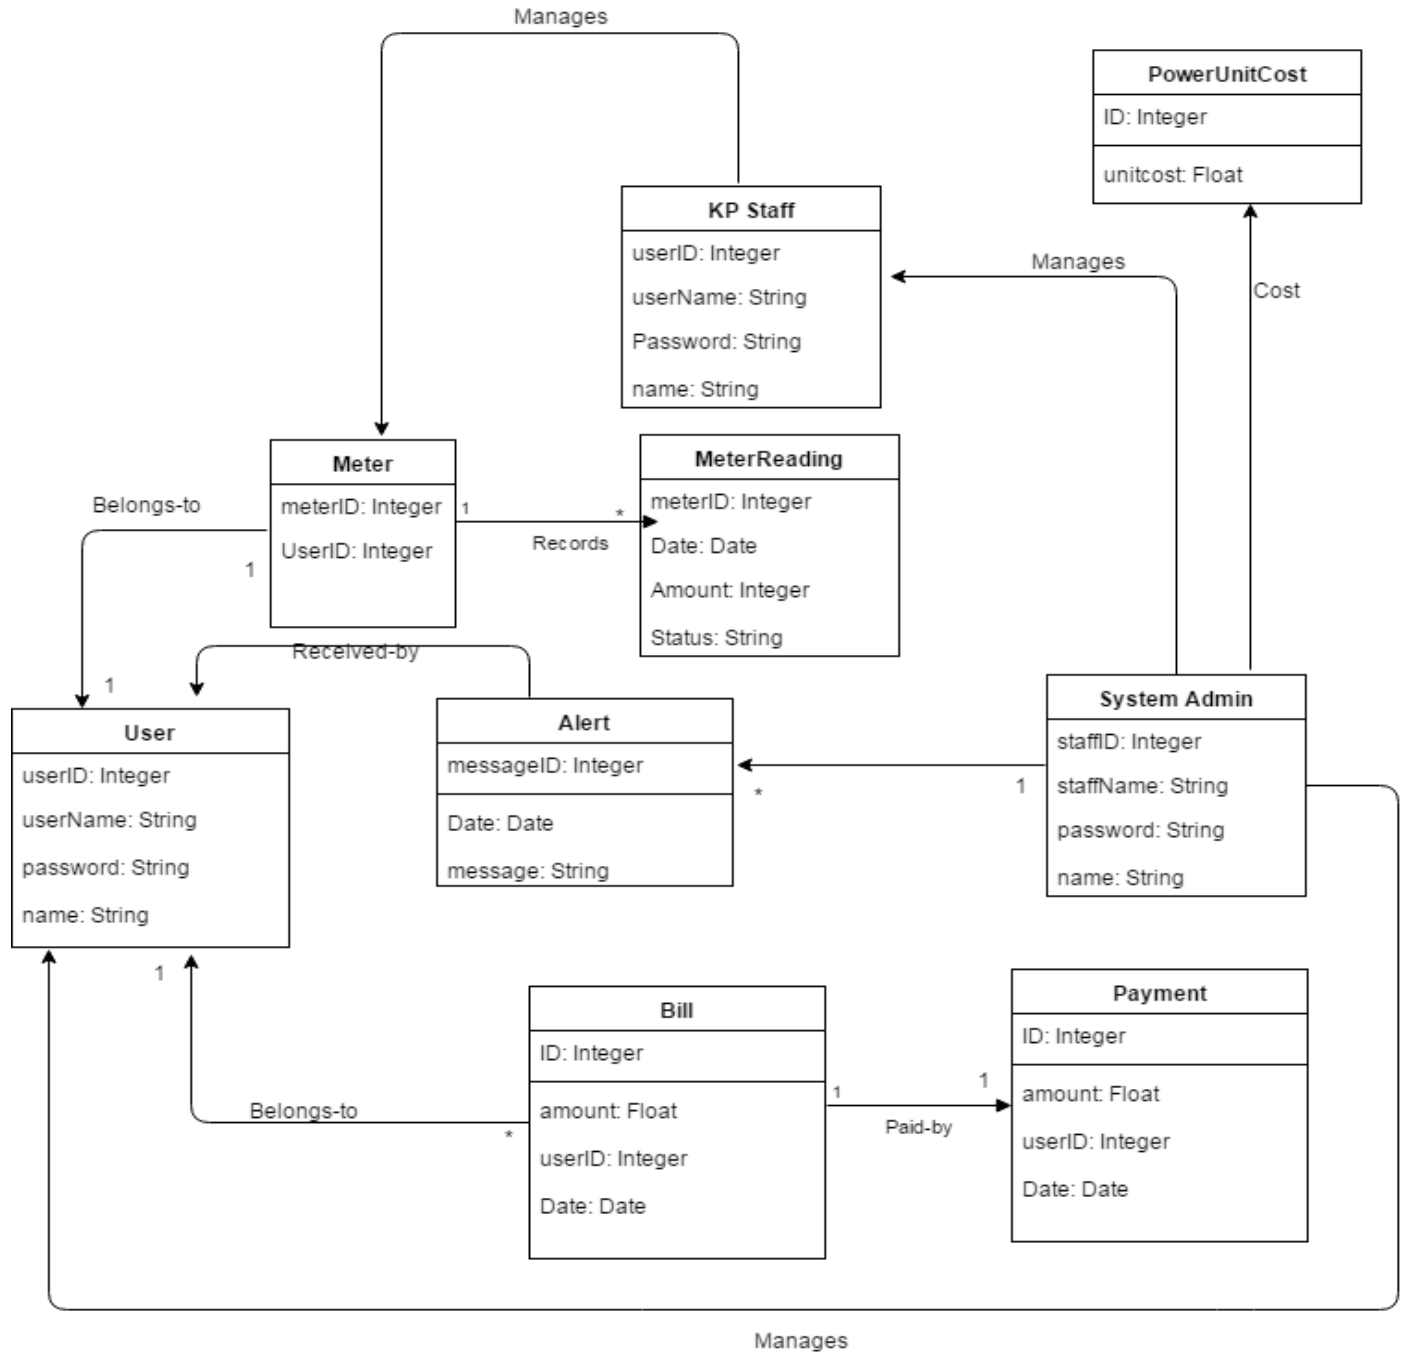 Manages
PowerUnitCost
ID: Integer
unitcost: Float
KP Staff
userID: Integer
userName: String
Password: String
name: String
Manages
Cost
Meter
meterID: Integer
UserID: Integer
MeterReading
meterID: Integer
Date: Date
Amount: Integer
Status: String
Belongs-to
1
1
1
*
Records
Received-by
User
userID: Integer
userName: String
password: String
name: String
Alert
messageID: Integer
Date: Date
message: String
*
1
System Admin
staffID: Integer
staffName: String
password: String
name: String
1
Belongs-to
*
Bill
ID: Integer
amount: Float
userID: Integer
Date: Date
1
1
Paid-by
Payment
ID: Integer
amount: Float
userID: Integer
Date: Date
Manages